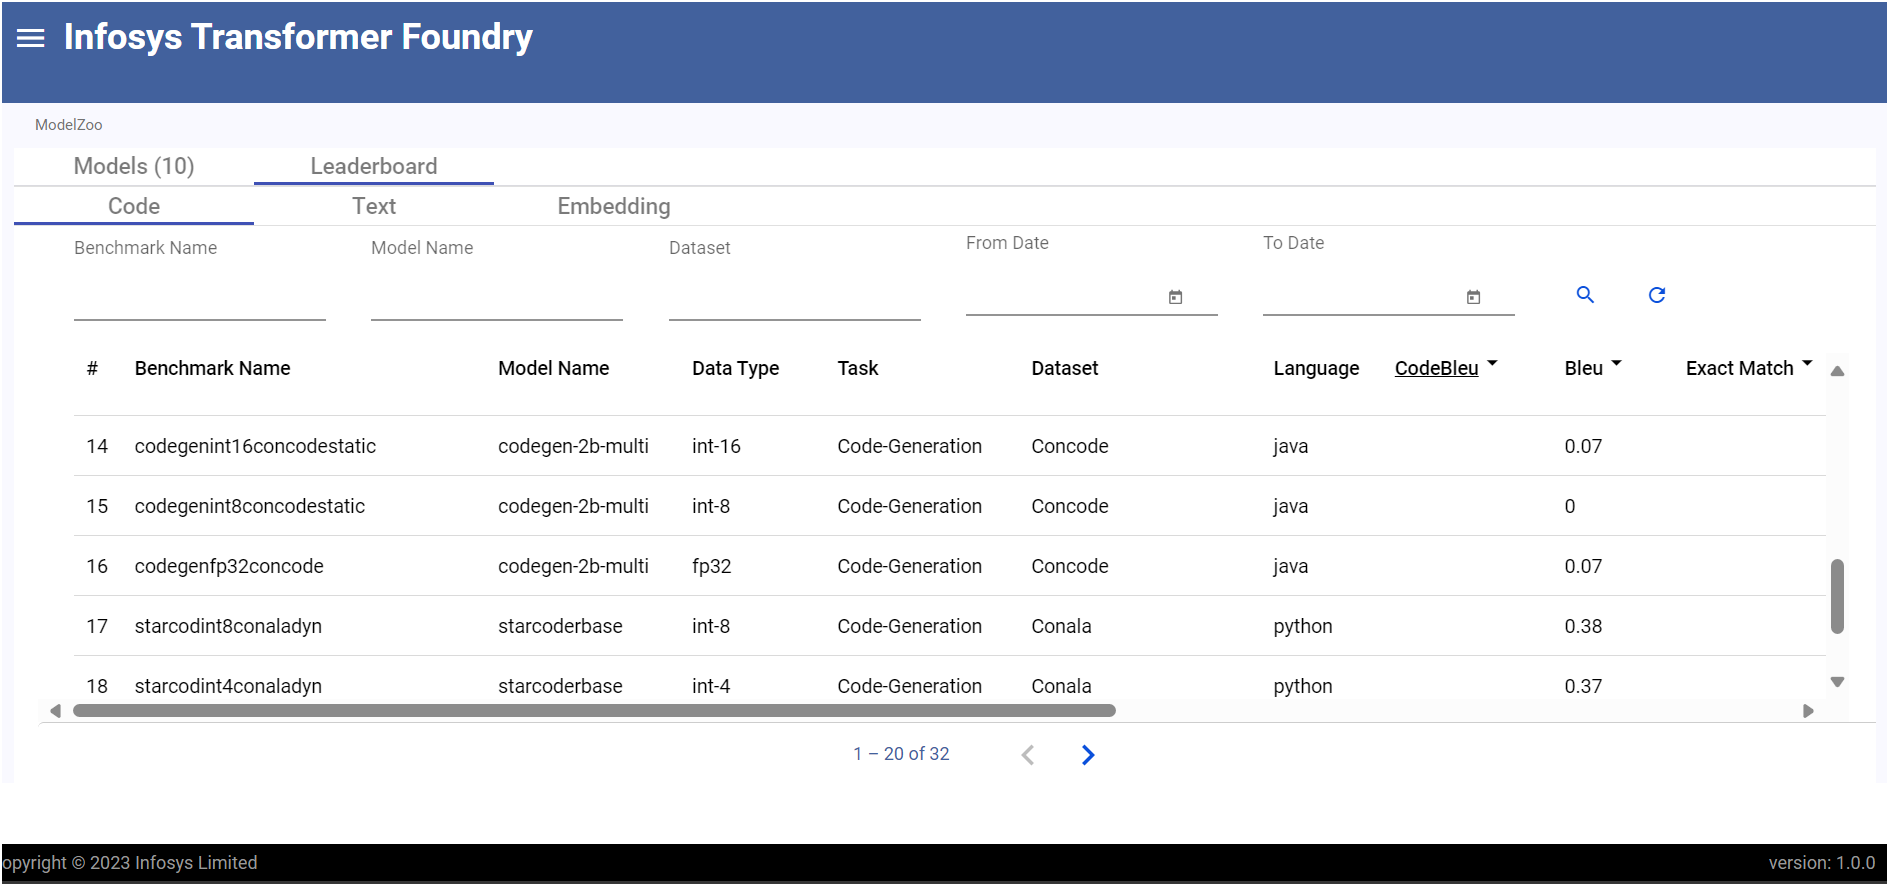 Infosys Transformer Foundry
ModelZoo
Models (10) Leaderboard
Code Text Embedding
Benchmark Name Model Name Dataset From Date To Date
# Benchmark Name Model Name Data Type Task Dataset Language CodeBleu Bleu Exact Match
14 codegenint16concodestatic codegen-2b-multi int-16 Code-Generation Concode java 0.07
15 codegenint8concodestatic codegen-2b-multi int-8 Code-Generation Concode java 0
16 codegenfp32concode codegen-2b-multi fp32 Code-Generation Concode java 0.07
17 starcodint8conaladyn starcoderbase int-8 Code-Generation Conala python 0.38
18 starcodint4conaladyn starcoderbase int-4 Code-Generation Conala python 0.37
1 – 20 of 32
opyright © 2023 Infosys Limited version: 1.0.0